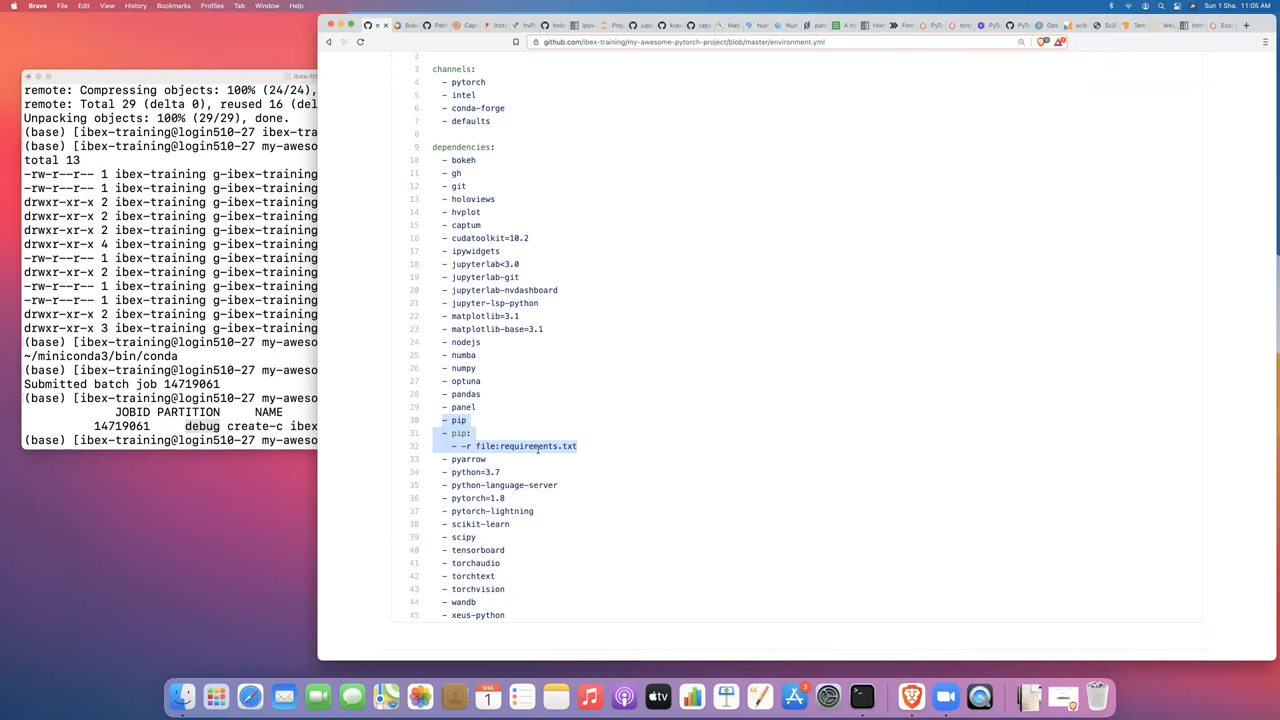 Brave File Edit View History Bookmarks Profiles Tab Window Help
Sun 1 Sha. 11:05 AM
github.com/ibex-training/my-awesome-pytorch-project/blob/master/environment.yml
ibex-tra
remote: Compressing objects: 100% (24/24),
remote: Total 29 (delta 0), reused 16 (del
Unpacking objects: 100% (29/29), done.
(base) [ibex-training@login510-27 ibex-tra
(base) [ibex-training@login510-27 my-aweso
total 13
-rw-r--r-- 1 ibex-training g-ibex-training
-rw-r--r-- 1 ibex-training g-ibex-training
drwxr-xr-x 2 ibex-training g-ibex-training
drwxr-xr-x 2 ibex-training g-ibex-training
drwxr-xr-x 2 ibex-training g-ibex-training
drwxr-xr-x 4 ibex-training g-ibex-training
-rw-r--r-- 1 ibex-training g-ibex-training
drwxr-xr-x 2 ibex-training g-ibex-training
-rw-r--r-- 1 ibex-training g-ibex-training
-rw-r--r-- 1 ibex-training g-ibex-training
drwxr-xr-x 2 ibex-training g-ibex-training
drwxr-xr-x 3 ibex-training g-ibex-training
(base) [ibex-training@login510-27 my-aweso
~/miniconda3/bin/conda
(base) [ibex-training@login510-27 my-aweso
Submitted batch job 14719061
(base) [ibex-training@login510-27 my-aweso
JOBID PARTITION NAME
14719061 debug create-c ibex
(base) [ibex-training@login510-27 my-aweso
2
3 channels:
4 - pytorch
5 - intel
6 - conda-forge
7 - defaults
8
9 dependencies:
10 - bokeh
11 - gh
12 - git
13 - holoviews
14 - hvplot
15 - captum
16 - cudatoolkit=10.2
17 - ipywidgets
18 - jupyterlab<3.0
19 - jupyterlab-git
20 - jupyterlab-nvdashboard
21 - jupyter-lsp-python
22 - matplotlib=3.1
23 - matplotlib-base=3.1
24 - nodejs
25 - numba
26 - numpy
27 - optuna
28 - pandas
29 - panel
30 - pip
31 - pip:
32 - -r file:requirements.txt
33 - pyarrow
34 - python=3.7
35 - python-language-server
36 - pytorch=1.8
37 - pytorch-lightning
38 - scikit-learn
39 - scipy
40 - tensorboard
41 - torchaudio
42 - torchtext
43 - torchvision
44 - wandb
45 - xeus-python
SHA.
1
tv
3